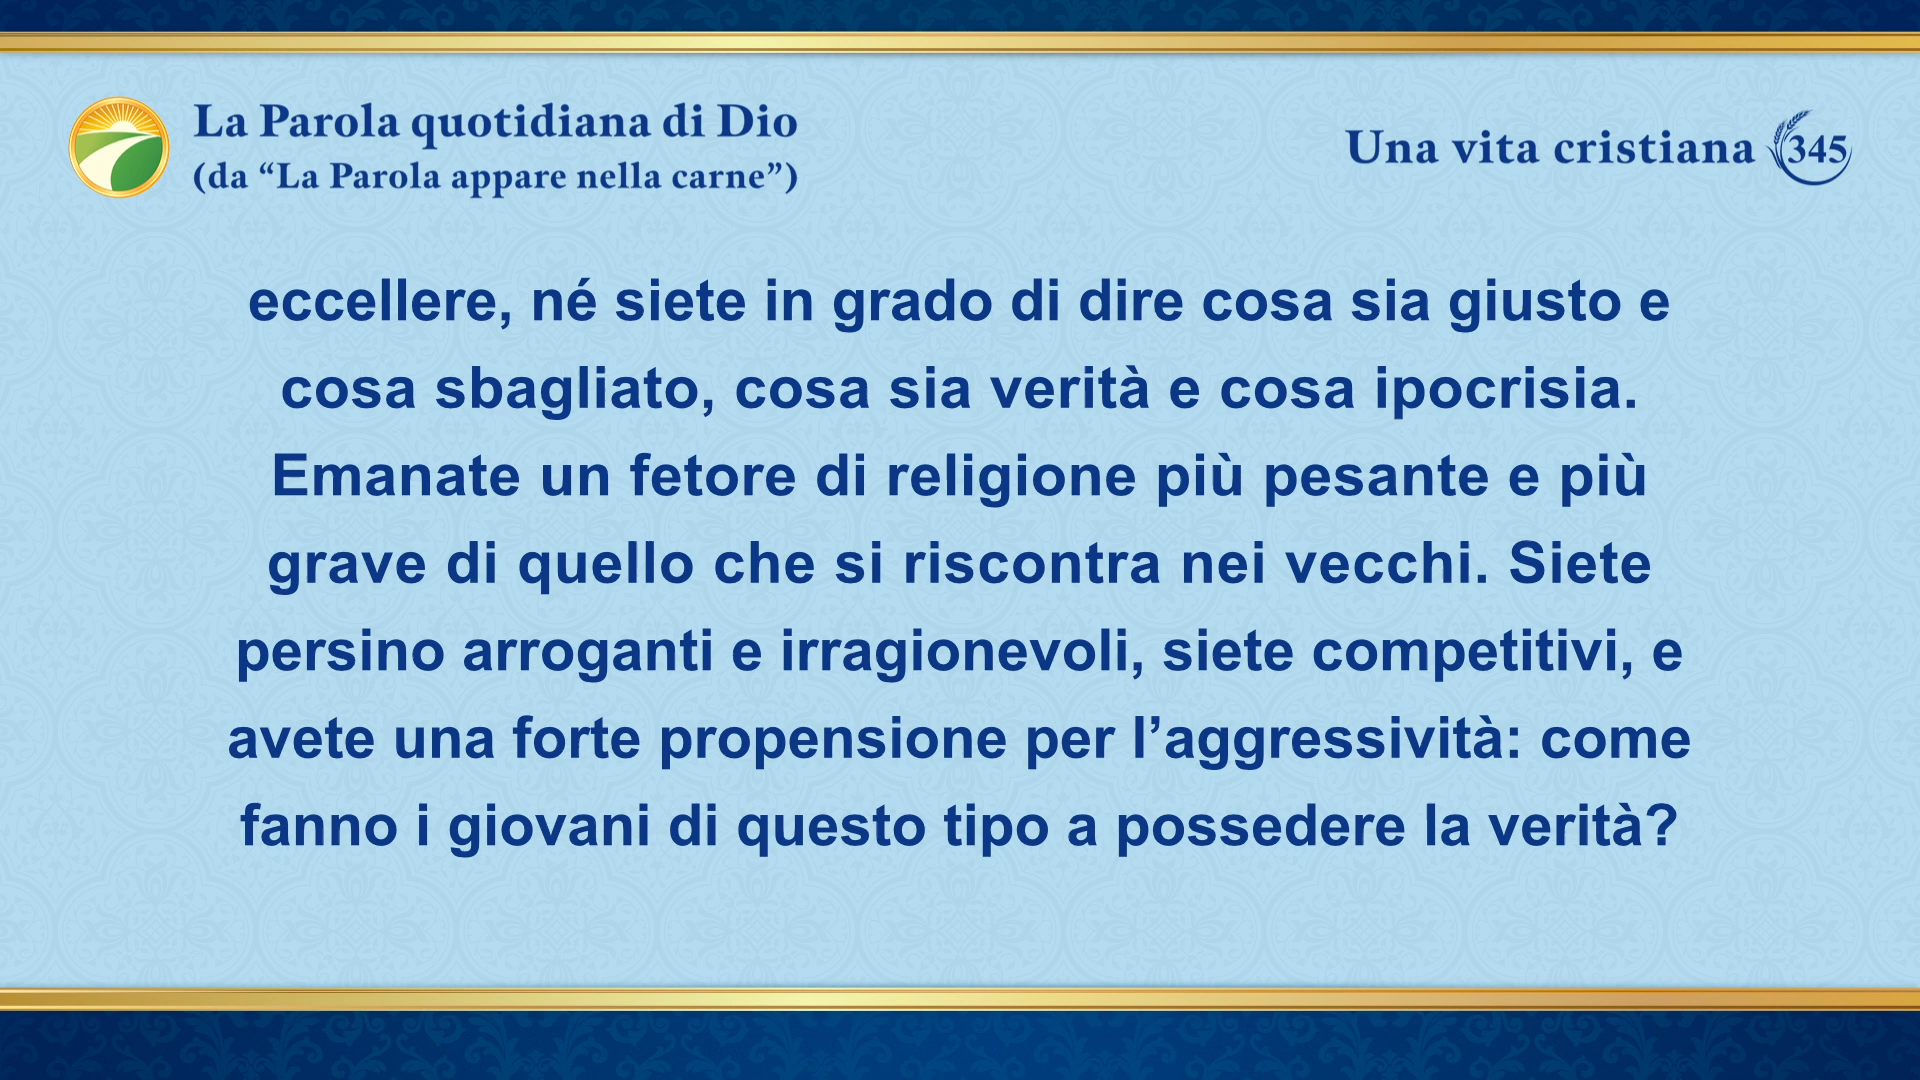 La Parola quotidiana di Dio
(da “La Parola appare nella carne”)
Una vita cristiana 345
eccellere, né siete in grado di dire cosa sia giusto e
cosa sbagliato, cosa sia verità e cosa ipocrisia.
Emanate un fetore di religione più pesante e più
grave di quello che si riscontra nei vecchi. Siete
persino arroganti e irragionevoli, siete competitivi, e
avete una forte propensione per l’aggressività: come
fanno i giovani di questo tipo a possedere la verità?